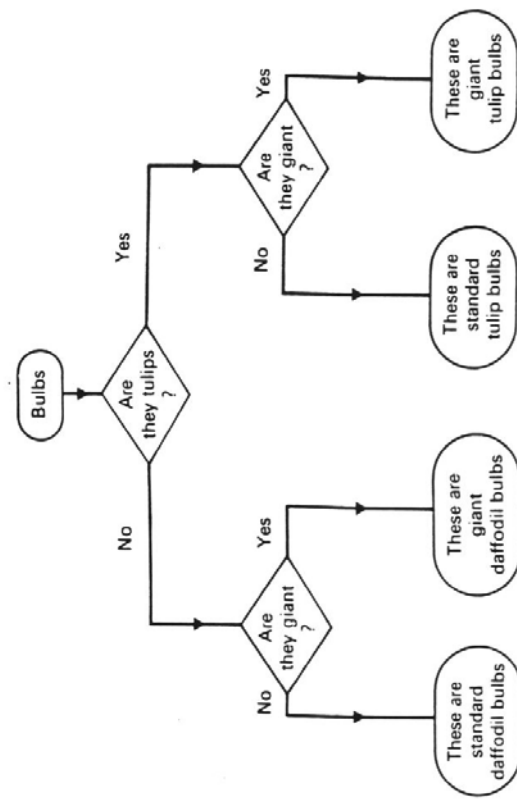 Bulbs
Are
they tulips
?
No
Yes
Are
they giant
?
No
Yes
Are
they giant
?
No
Yes
These are
standard
daffodil bulbs
These are
giant
daffodil bulbs
These are
standard
tulip bulbs
These are
giant
tulip bulbs